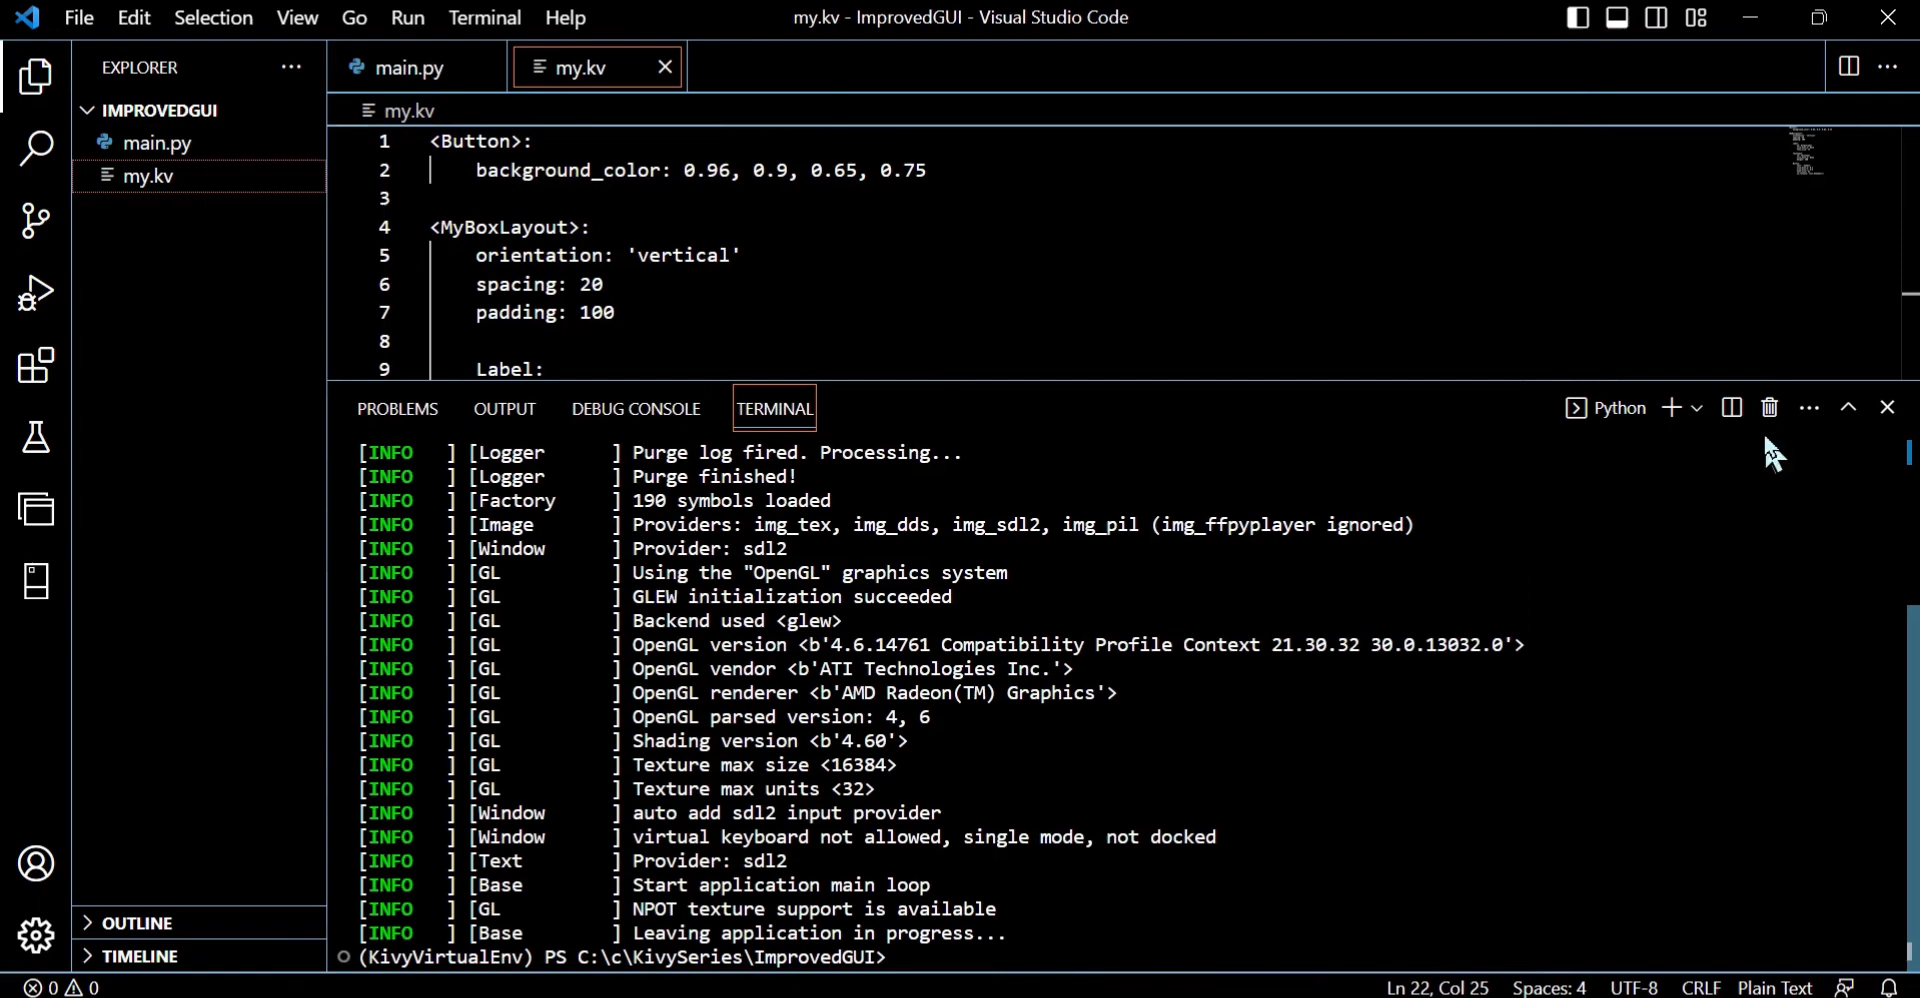 File Edit Selection View Go Run Terminal Help
my.kv - ImprovedGUI - Visual Studio Code
EXPLORER
IMPROVEDGUI
main.py
my.kv
OUTLINE
TIMELINE
main.py
my.kv
my.kv
1 <Button>:
2 background_color: 0.96, 0.9, 0.65, 0.75
3
4 <MyBoxLayout>:
5 orientation: 'vertical'
6 spacing: 20
7 padding: 100
8
9 Label:
PROBLEMS OUTPUT DEBUG CONSOLE TERMINAL
Python
[INFO ] [Logger ] Purge log fired. Processing...
[INFO ] [Logger ] Purge finished!
[INFO ] [Factory ] 190 symbols loaded
[INFO ] [Image ] Providers: img_tex, img_dds, img_sdl2, img_pil (img_ffpyplayer ignored)
[INFO ] [Window ] Provider: sdl2
[INFO ] [GL ] Using the "OpenGL" graphics system
[INFO ] [GL ] GLEW initialization succeeded
[INFO ] [GL ] Backend used <glew>
[INFO ] [GL ] OpenGL version <b'4.6.14761 Compatibility Profile Context 21.30.32 30.0.13032.0'>
[INFO ] [GL ] OpenGL vendor <b'ATI Technologies Inc.'>
[INFO ] [GL ] OpenGL renderer <b'AMD Radeon(TM) Graphics'>
[INFO ] [GL ] OpenGL parsed version: 4, 6
[INFO ] [GL ] Shading version <b'4.60'>
[INFO ] [GL ] Texture max size <16384>
[INFO ] [GL ] Texture max units <32>
[INFO ] [Window ] auto add sdl2 input provider
[INFO ] [Window ] virtual keyboard not allowed, single mode, not docked
[INFO ] [Text ] Provider: sdl2
[INFO ] [Base ] Start application main loop
[INFO ] [GL ] NPOT texture support is available
[INFO ] [Base ] Leaving application in progress...
(KivyVirtualEnv) PS C:\c\KivySeries\ImprovedGUI>
0 0
Ln 22, Col 25 Spaces: 4 UTF-8 CRLF Plain Text